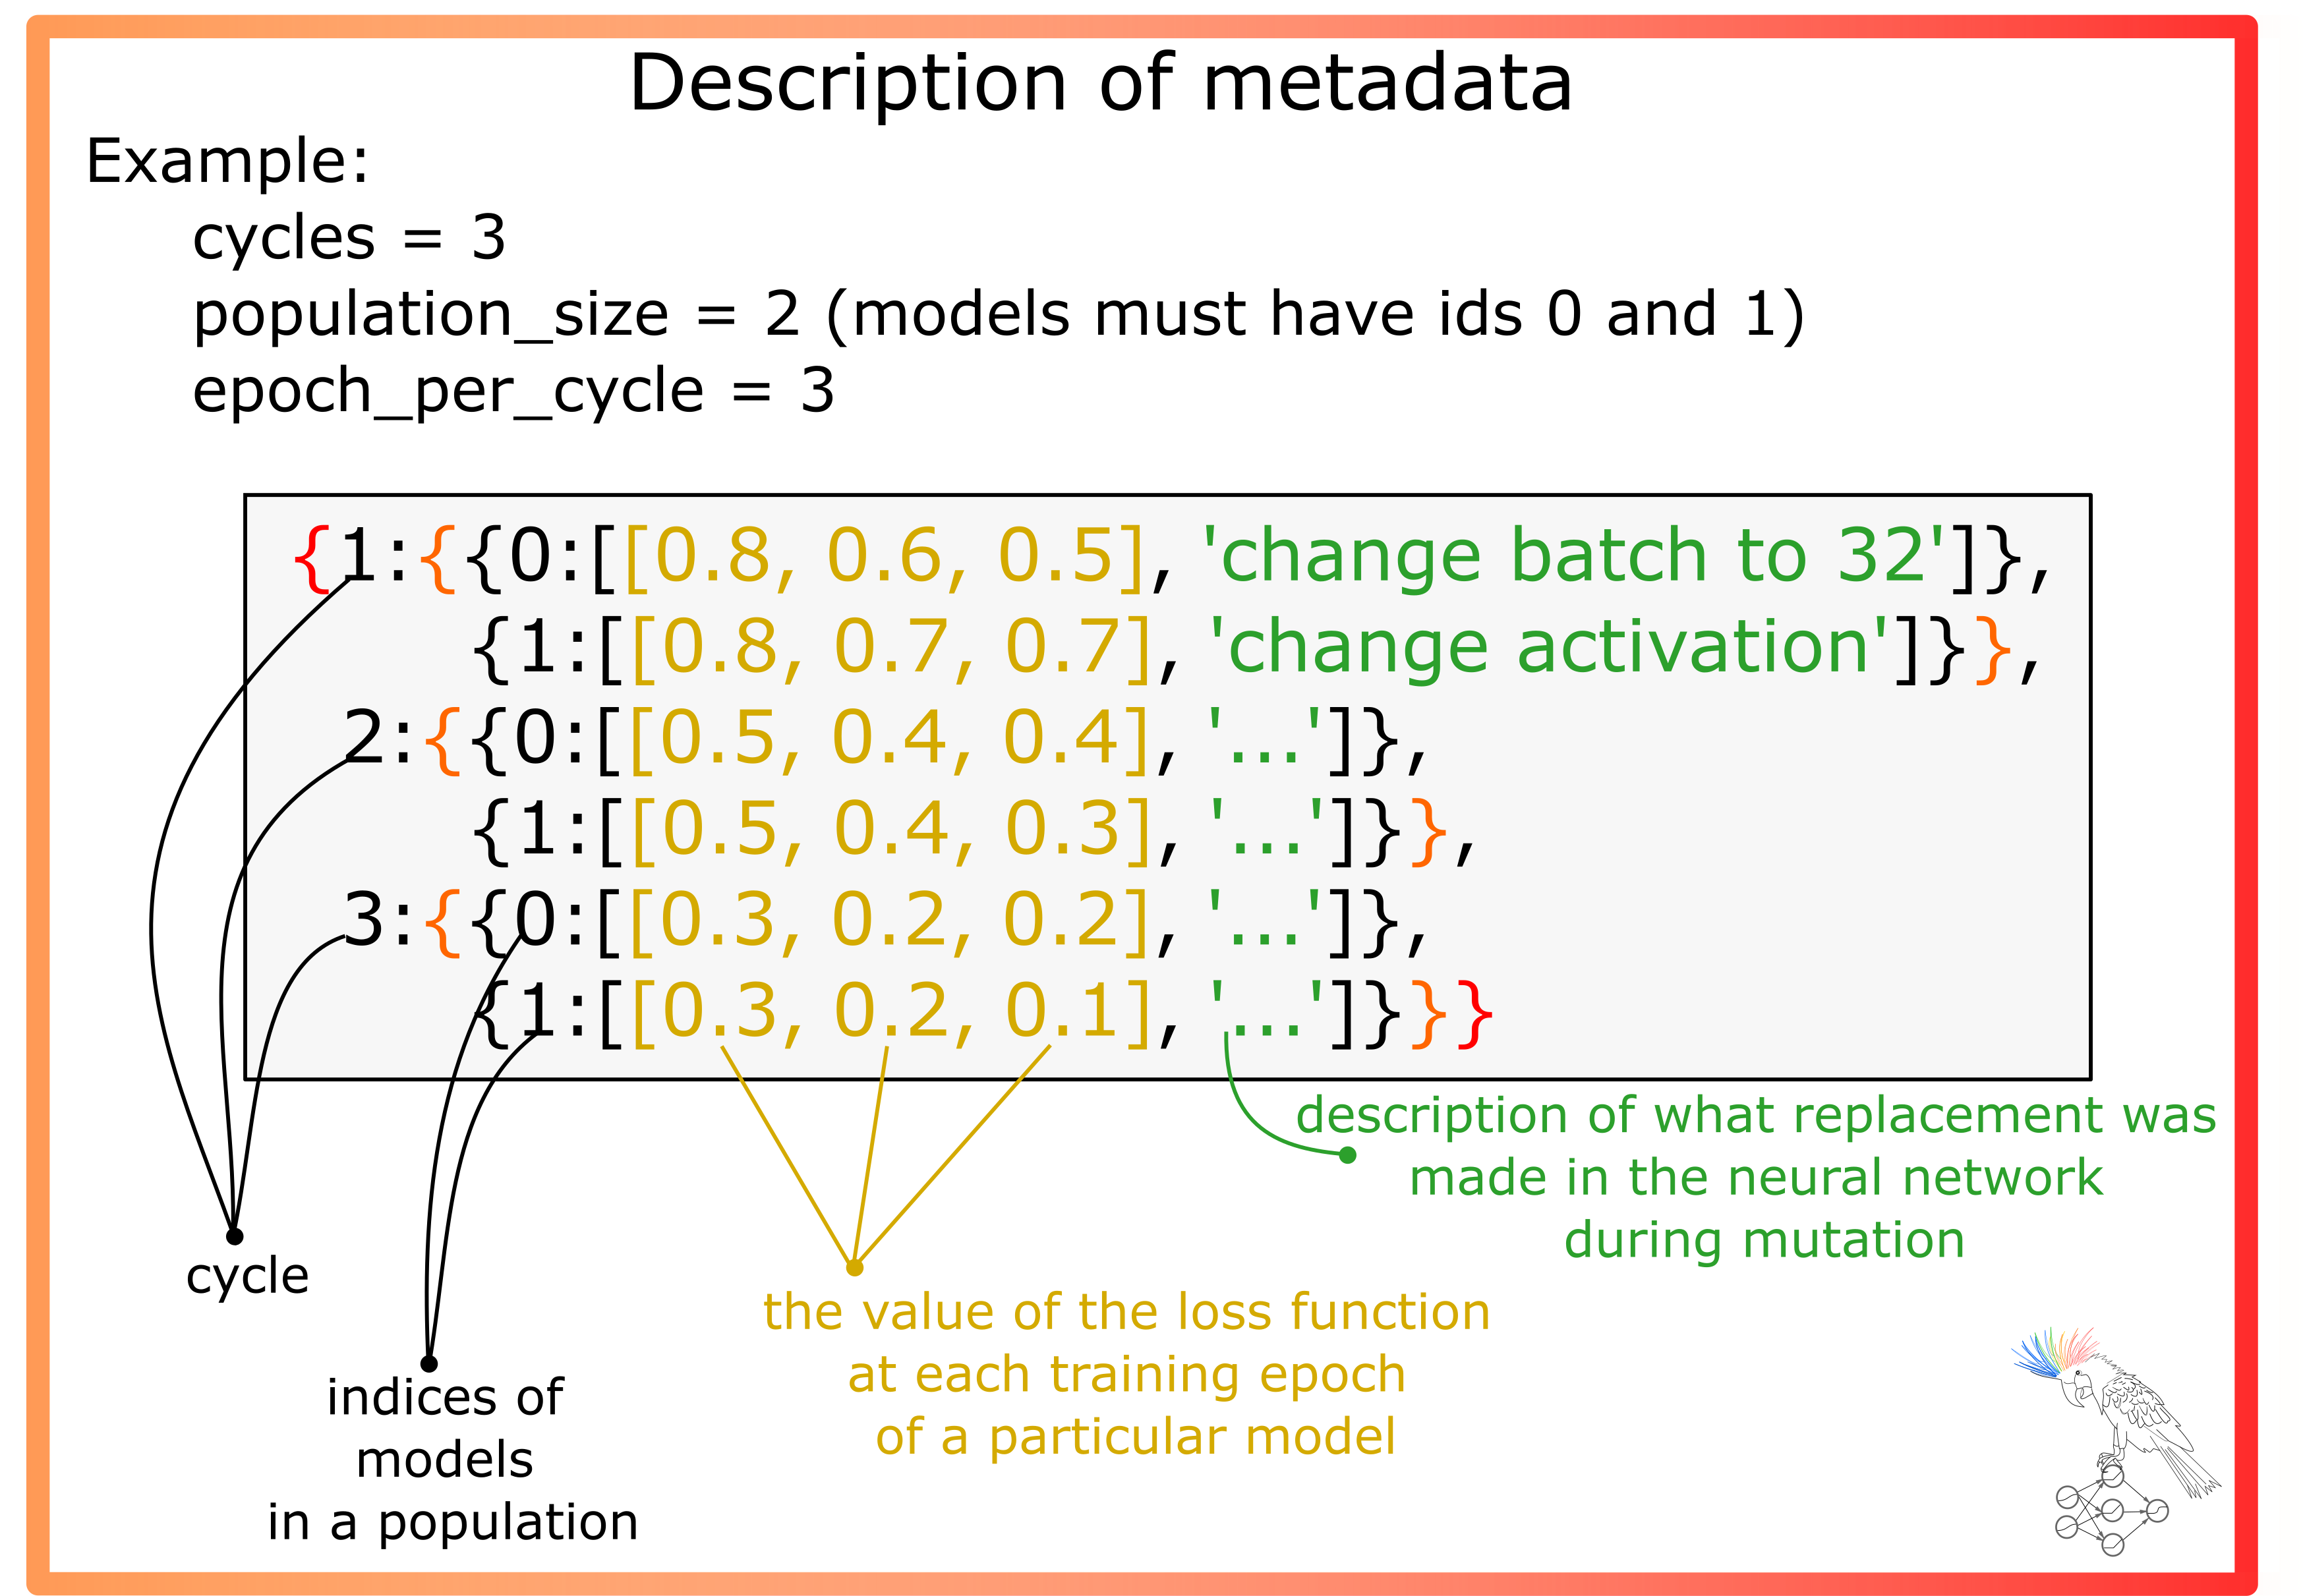 Description of metadata
Example:
cycles = 3
population_size = 2 (models must have ids 0 and 1)
epoch_per_cycle = 3
{1:{{0:[[0.8, 0.6, 0.5], 'change batch to 32']},
{1:[[0.8, 0.7, 0.7], 'change activation']}},
2:{{0:[[0.5, 0.4, 0.4], '...']},
{1:[[0.5, 0.4, 0.3], '...']}},
3:{{0:[[0.3, 0.2, 0.2], '...']},
{1:[[0.3, 0.2, 0.1], '...']}}}
description of what replacement was
made in the neural network
during mutation
cycle
the value of the loss function
at each training epoch
of a particular model
indices of
models
in a population